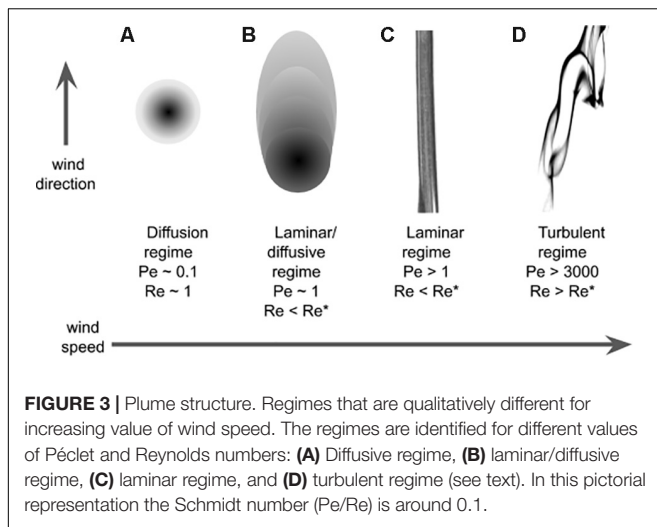 A
B
C
D
wind
direction
Diffusion
regime
Pe ~ 0.1
Re ~ 1
Laminar/
diffusive
regime
Pe ~ 1
Re < Re*
Laminar
regime
Pe > 1
Re < Re*
Turbulent
regime
Pe > 3000
Re > Re*
wind
speed
FIGURE 3 | Plume structure. Regimes that are qualitatively different for
increasing value of wind speed. The regimes are identified for different values
of Péclet and Reynolds numbers: (A) Diffusive regime, (B) laminar/diffusive
regime, (C) laminar regime, and (D) turbulent regime (see text). In this pictorial
representation the Schmidt number (Pe/Re) is around 0.1.